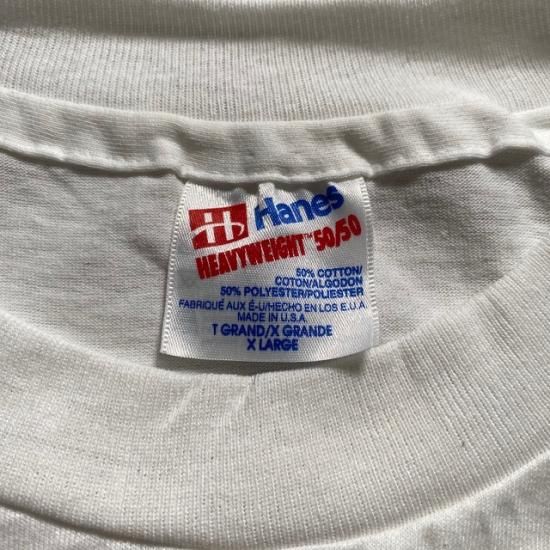 Hanes
HEAVYWEIGHT™ 50/50
50% COTTON/
COTON/ALGODON
50% POLYESTER/POLIESTER
FABRIQUÉ AUX É-U/HECHO EN LOS E.U.A.
MADE IN U.S.A.
T GRAND/X GRANDE
X LARGE